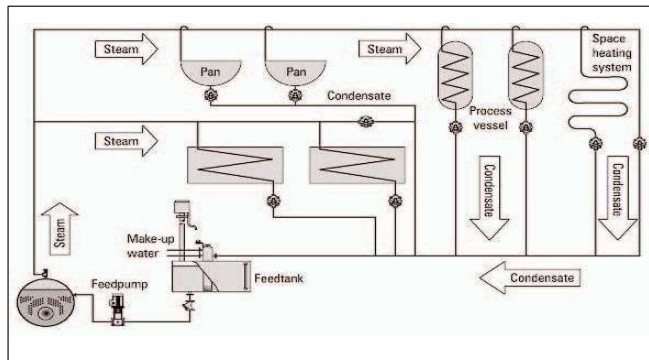 Steam
Steam
Space
heating
system
Pan
Pan
Condensate
Process
vessel
Steam
Condensate
Condensate
Steam
Make-up
water
Feedtank
Feedpump
Condensate